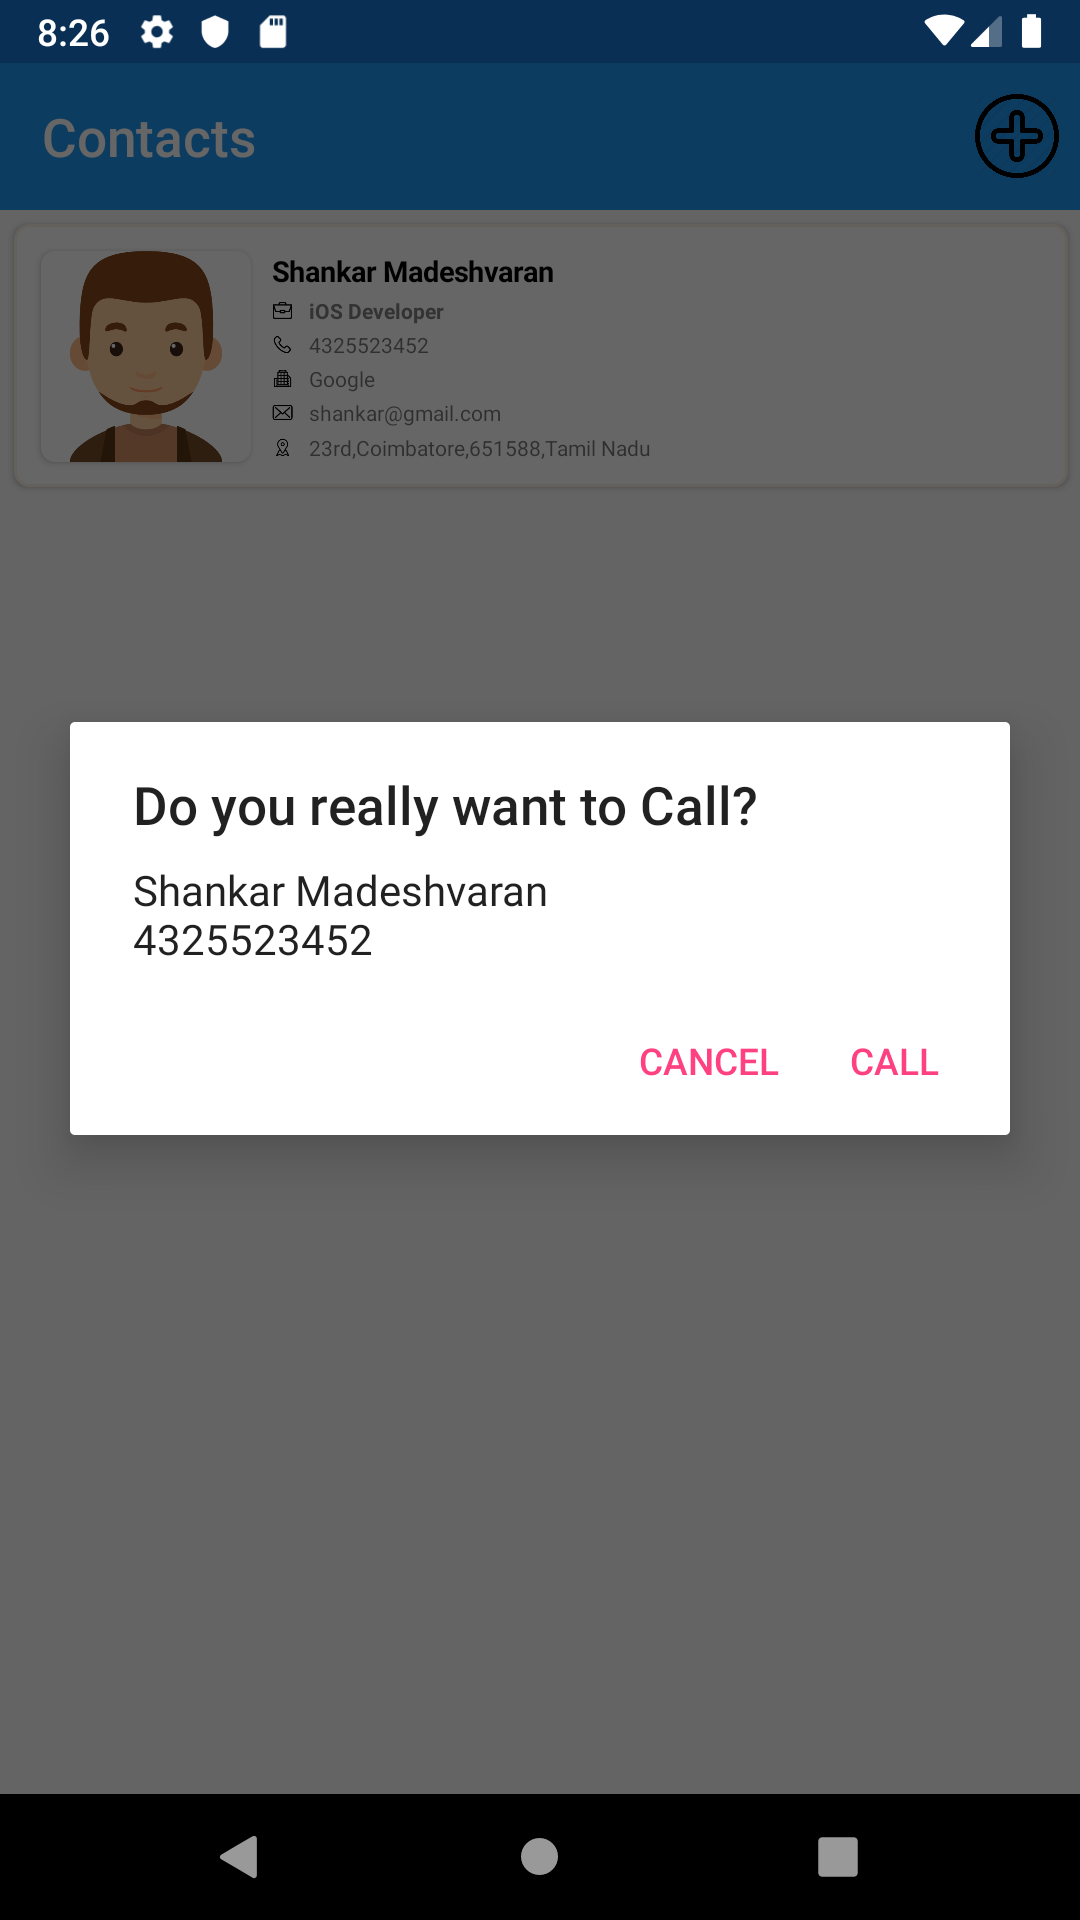 8:26
Contacts
Shankar Madeshvaran
iOS Developer
4325523452
Google
shankar@gmail.com
23rd,Coimbatore,651588,Tamil Nadu
Do you really want to Call?
Shankar Madeshvaran
4325523452
CANCEL CALL